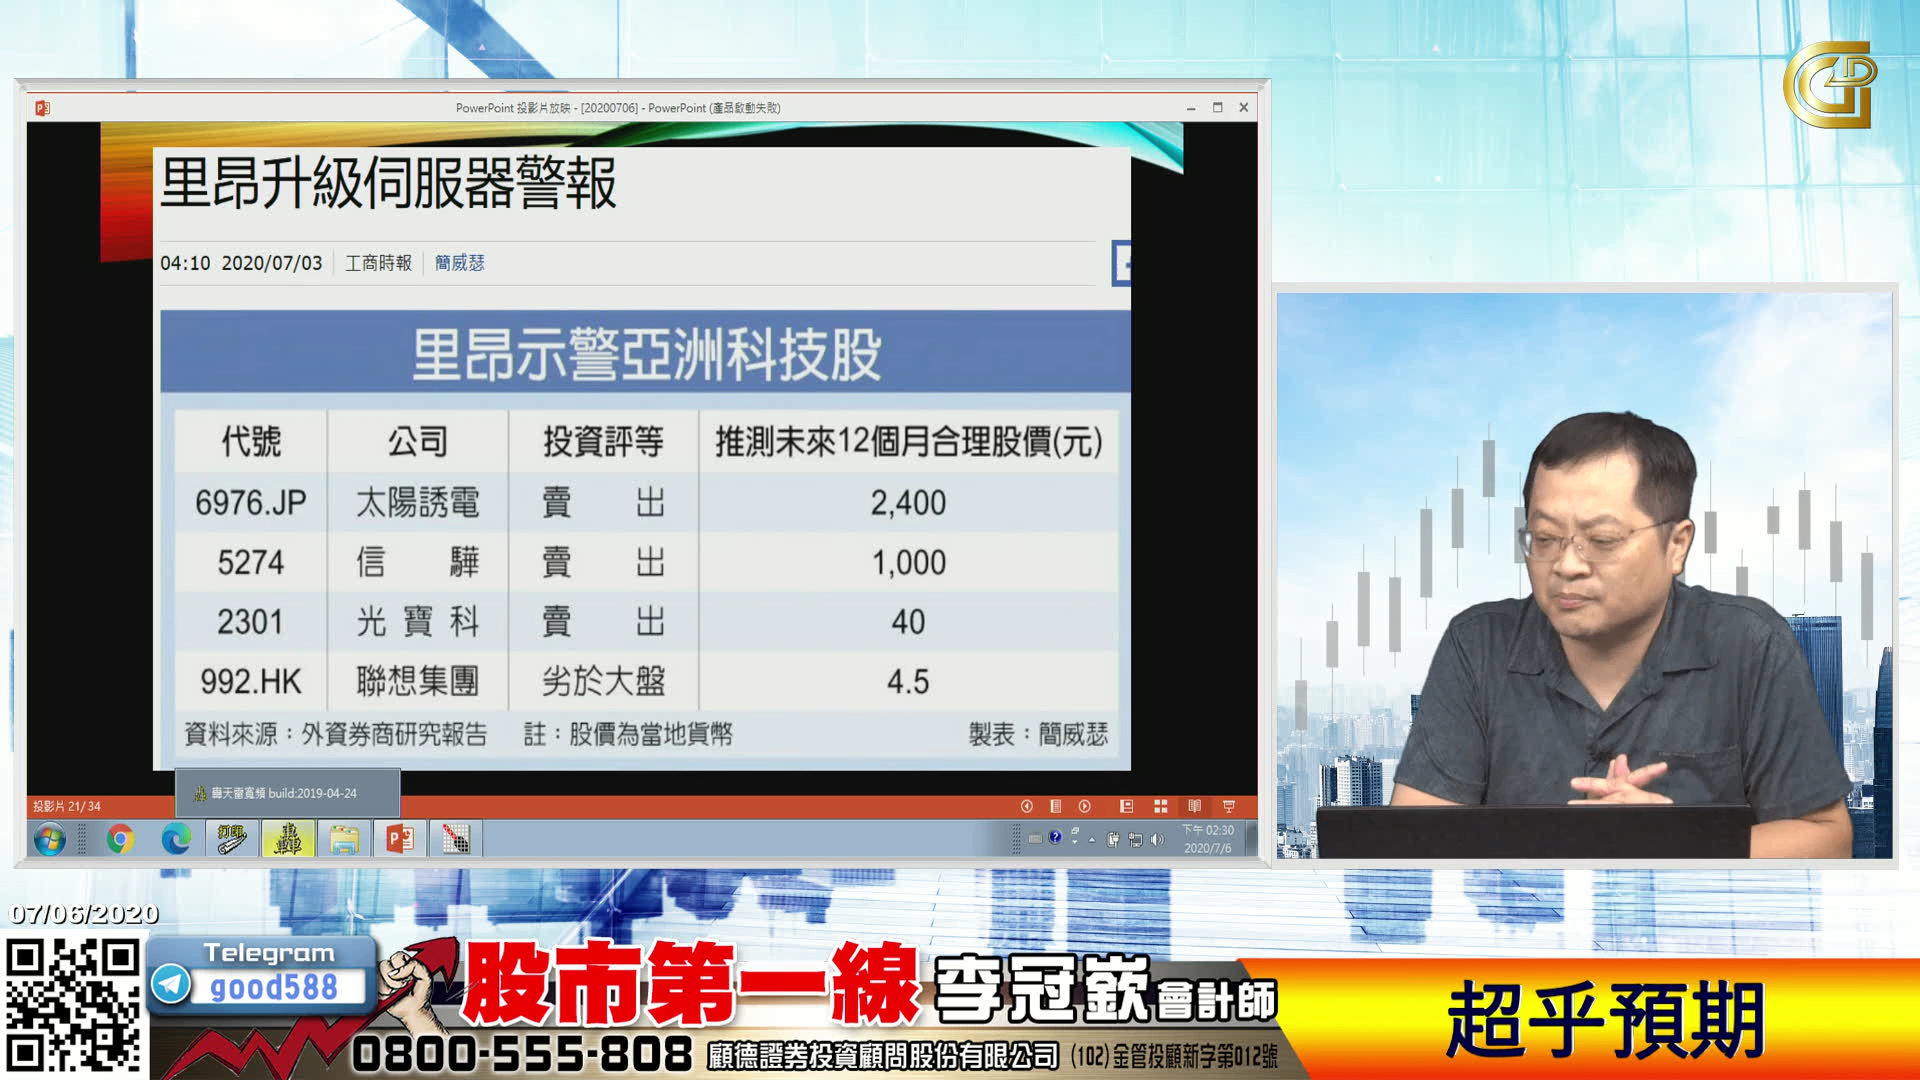 PowerPoint 投影片放映 - [20200706] - PowerPoint (產品啟動失敗)
里昂升級伺服器警報
04:10 2020/07/03 工商時報 簡威瑟
里昂示警亞洲科技股
代號 公司 投資評等 推測未來12個月合理股價(元)
6976.JP 太陽誘電 賣出 2,400
5274 信驊 賣出 1,000
2301 光寶科 賣出 40
992.HK 聯想集團 劣於大盤 4.5
資料來源：外資券商研究報告 註：股價為當地貨幣 製表：簡威瑟
投影片 21/34
build:2019-04-24
下午 02:30
2020/7/6
07/06/2020
Telegram
good588
股市第一線 李冠嶔 會計師
0800-555-808 顧德證券投資顧問股份有限公司 (102)金管投顧新字第012號
超乎預期